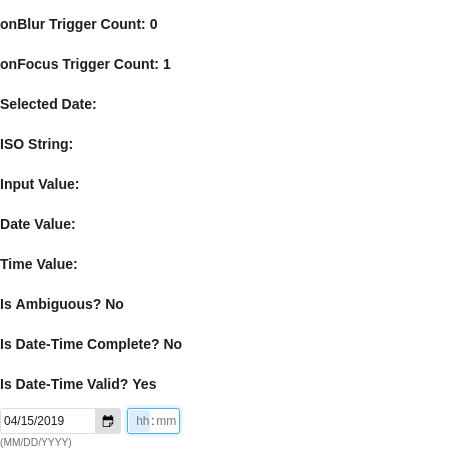 onBlur Trigger Count: 0
onFocus Trigger Count: 1
Selected Date:
ISO String:
Input Value:
Date Value:
Time Value:
Is Ambiguous? No
Is Date-Time Complete? No
Is Date-Time Valid? Yes
04/15/2019 hh:mm
(MM/DD/YYYY)